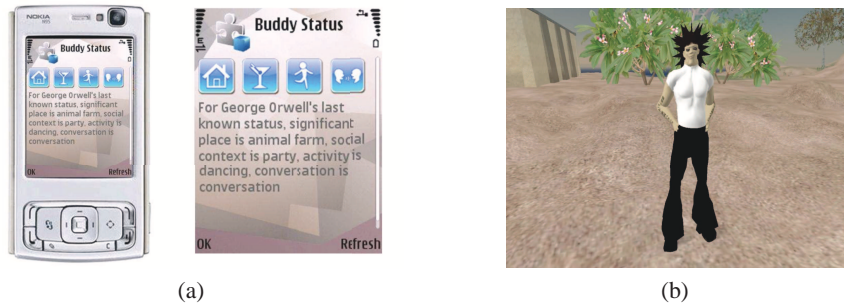 NOKIA
N95
Buddy Status
For George Orwell's last
known status, significant
place is animal farm, social
context is party, activity is
dancing, conversation is
conversation
OK Refresh
Buddy Status
For George Orwell's last
known status, significant
place is animal farm, social
context is party, activity is
dancing, conversation is
conversation
OK Refresh
(a) (b)